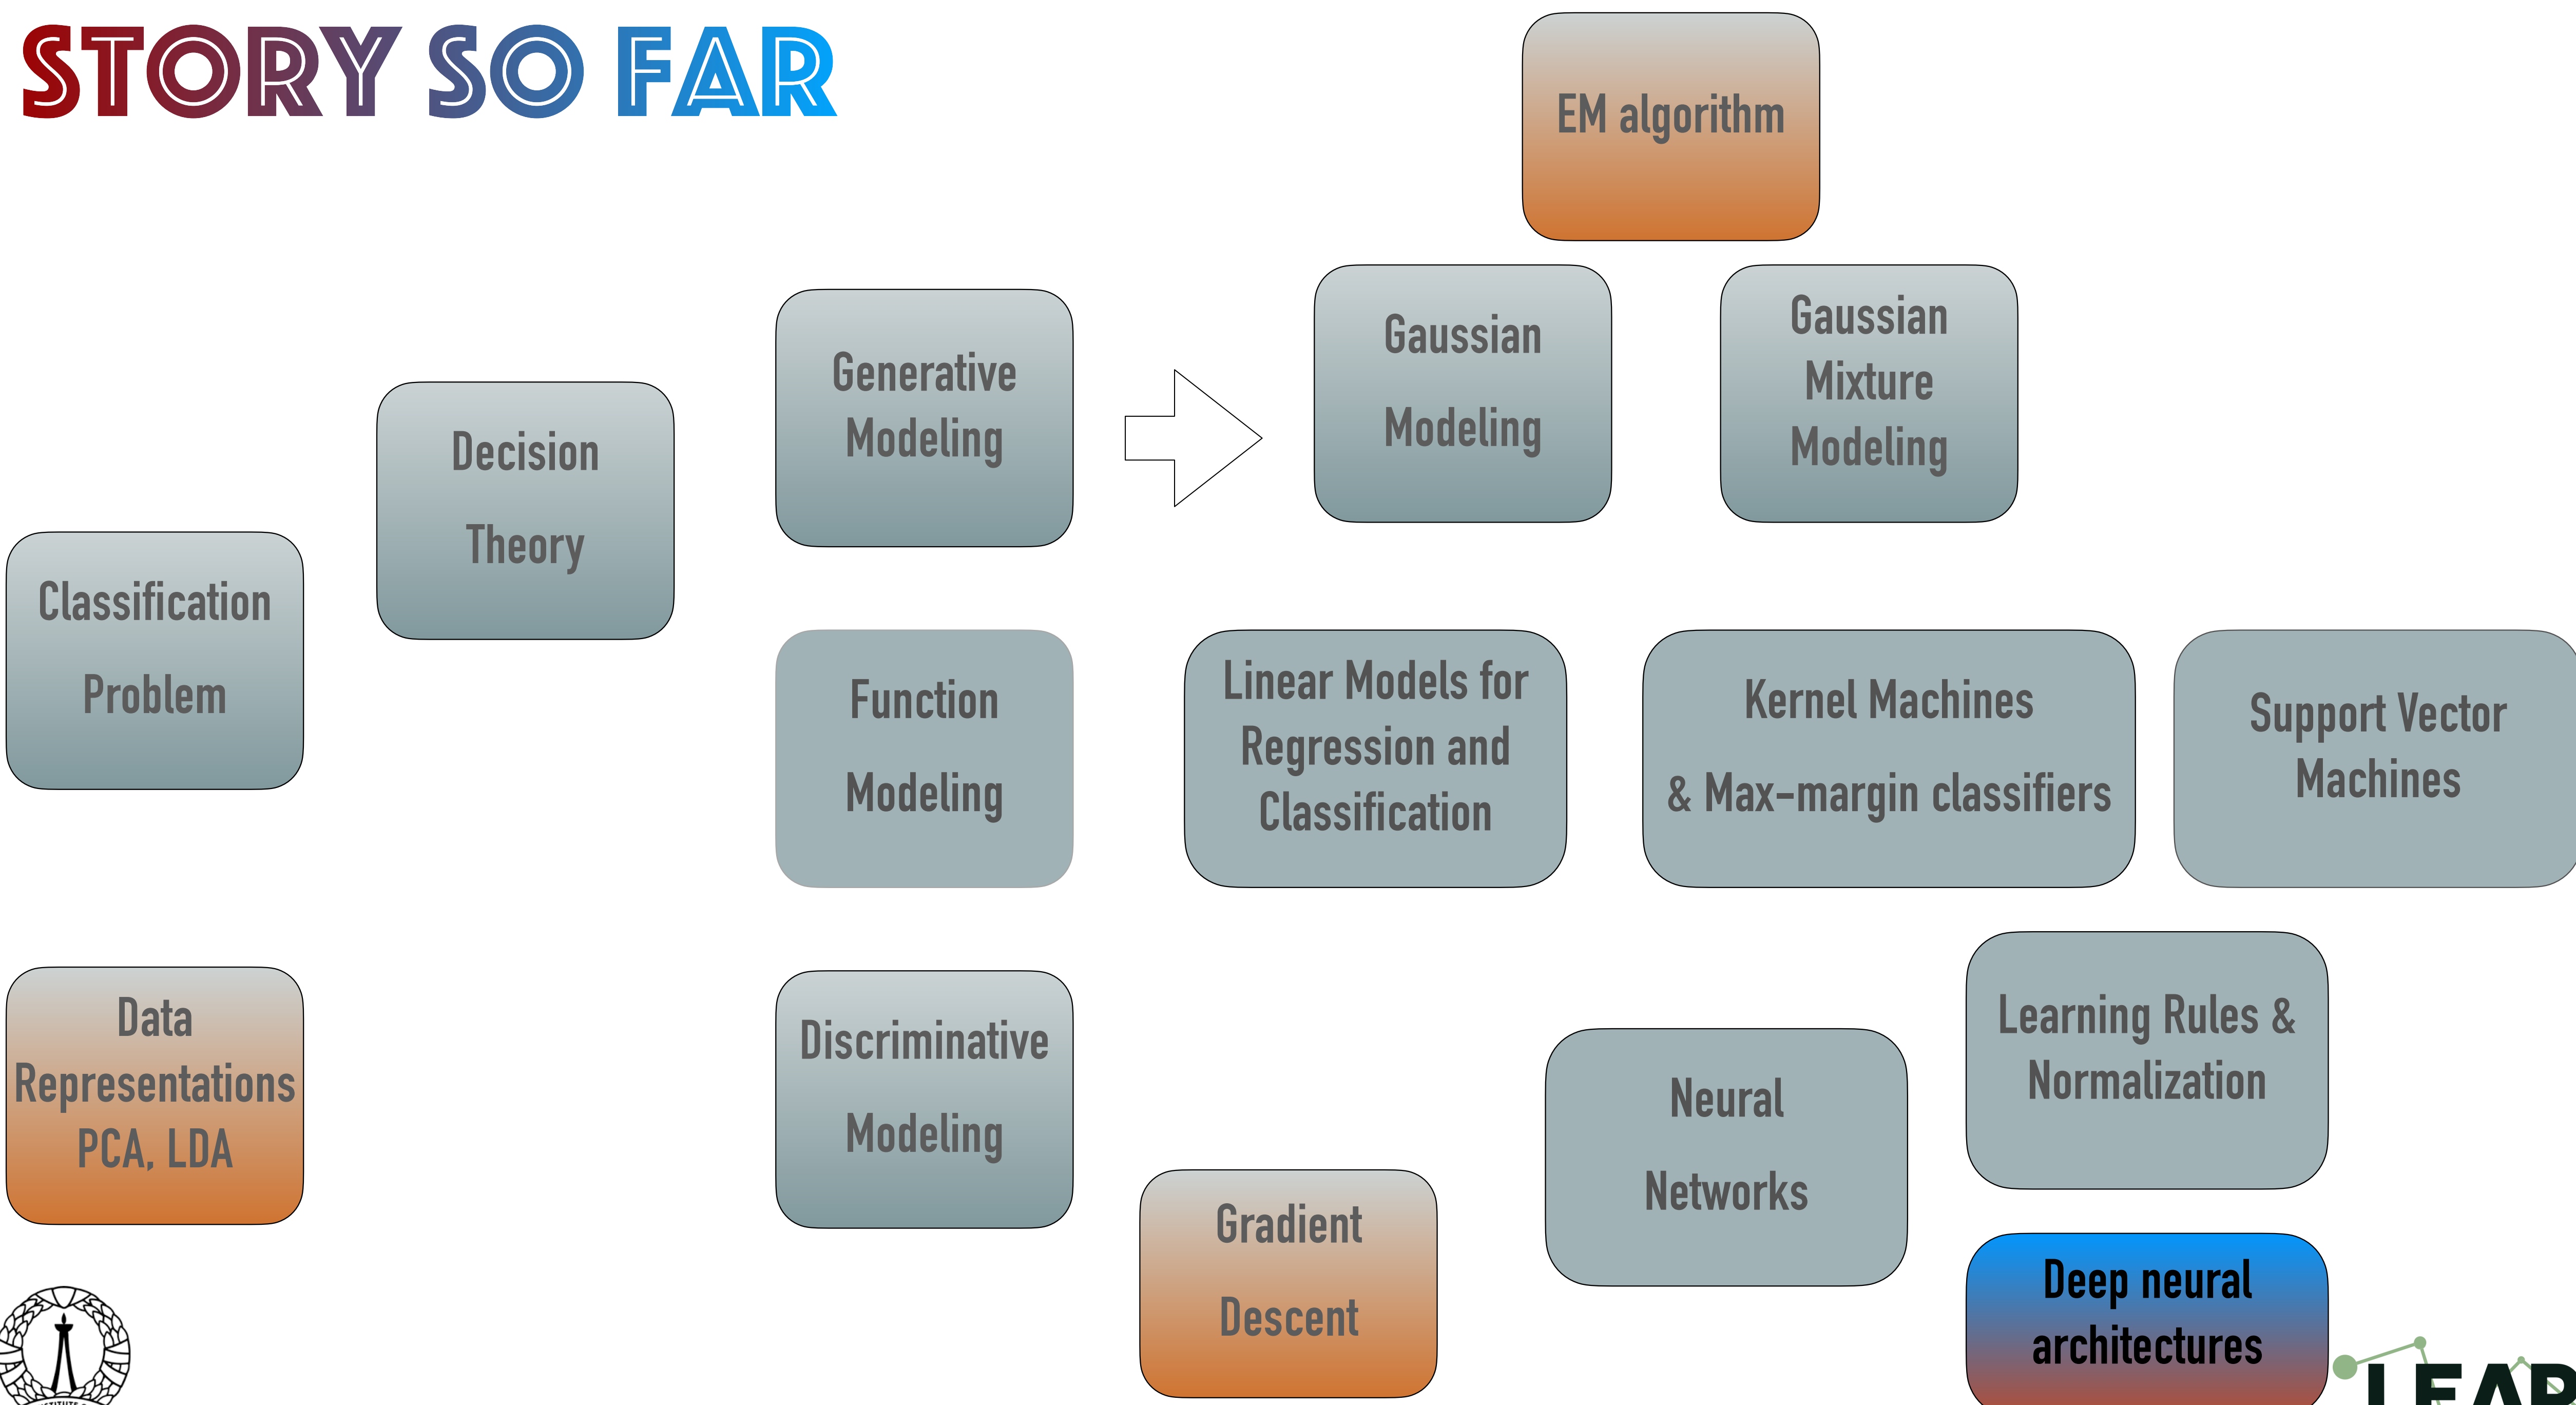 STORY SO FAR
EM algorithm
Gaussian
Modeling
Gaussian
Mixture
Modeling
Generative
Modeling
Decision
Theory
Classification
Problem
Function
Modeling
Linear Models for
Regression and
Classification
Kernel Machines
& Max-margin classifiers
Support Vector
Machines
Data
Representations
PCA, LDA
Discriminative
Modeling
Gradient
Descent
Neural
Networks
Learning Rules &
Normalization
Deep neural
architectures